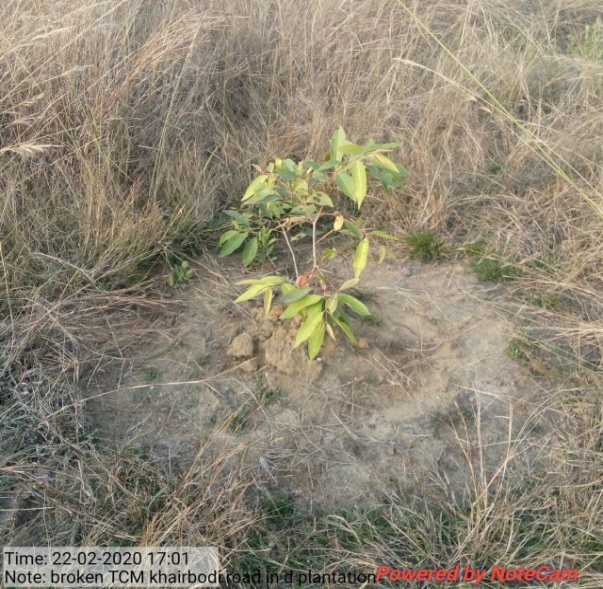 Time: 22-02-2020 17:01
Note: broken TCM khairbodi road in d plantation
Powered by NoteCam